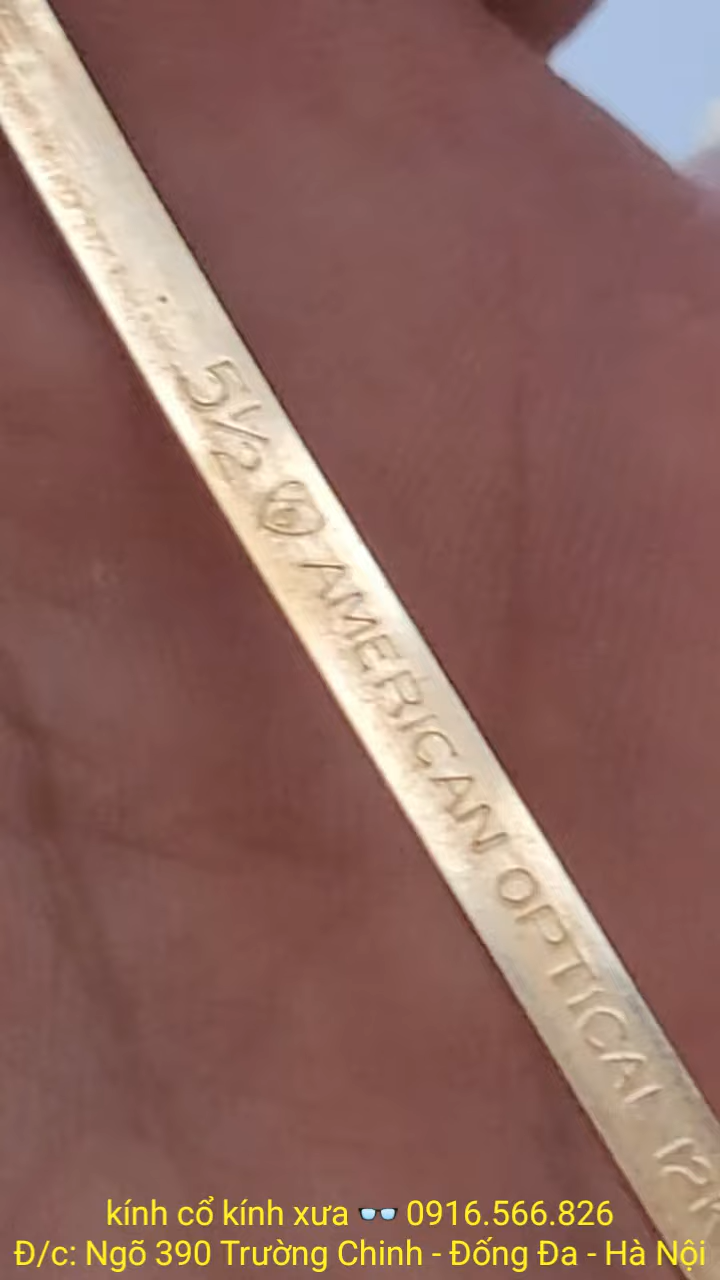 5½ AMERICAN OPTICAL 12K
kính cổ kính xưa 👓 0916.566.826
Đ/c: Ngõ 390 Trường Chinh - Đống Đa - Hà Nội